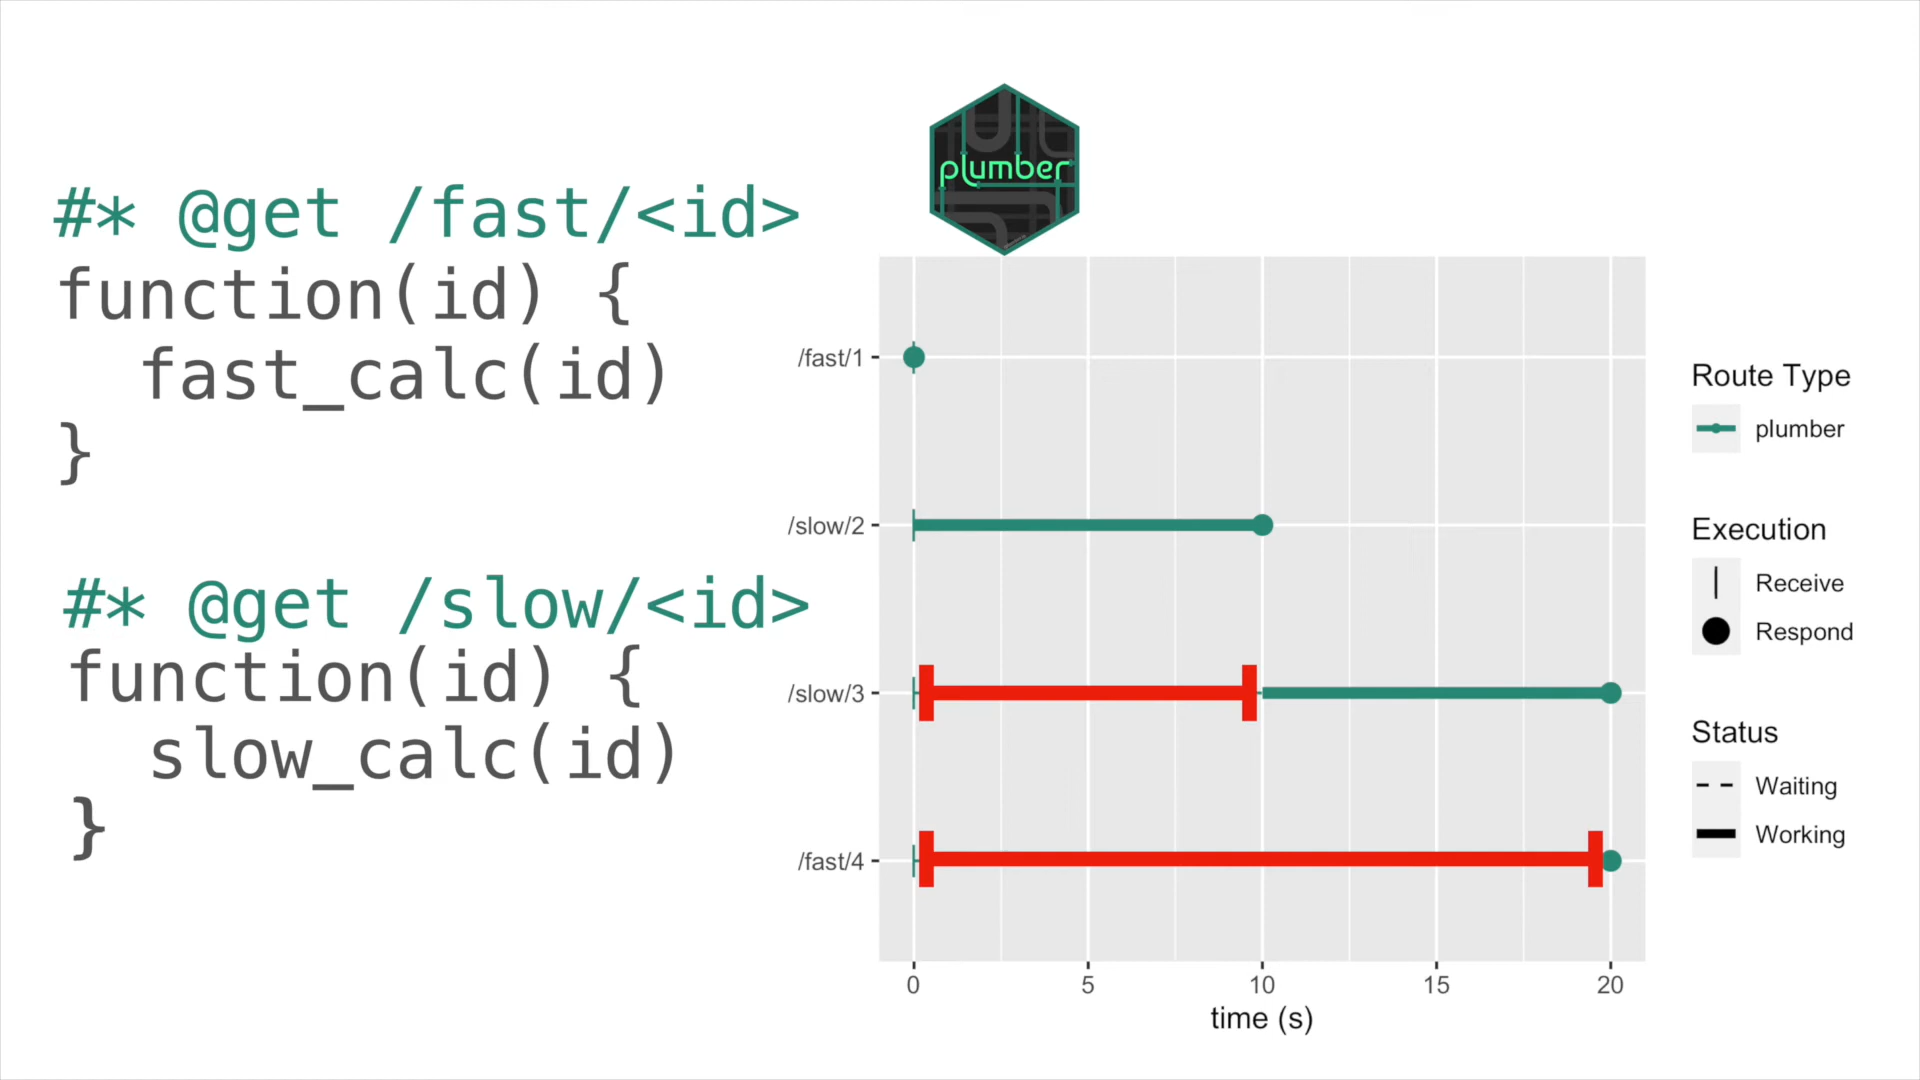 #* @get /fast/<id>
function(id) {
  fast_calc(id)
}
#* @get /slow/<id>
function(id) {
  slow_calc(id)
}
plumber
/fast/1
/slow/2
/slow/3
/fast/4
0 5 10 15 20
time (s)
Route Type
plumber
Execution
Receive
Respond
Status
Waiting
Working